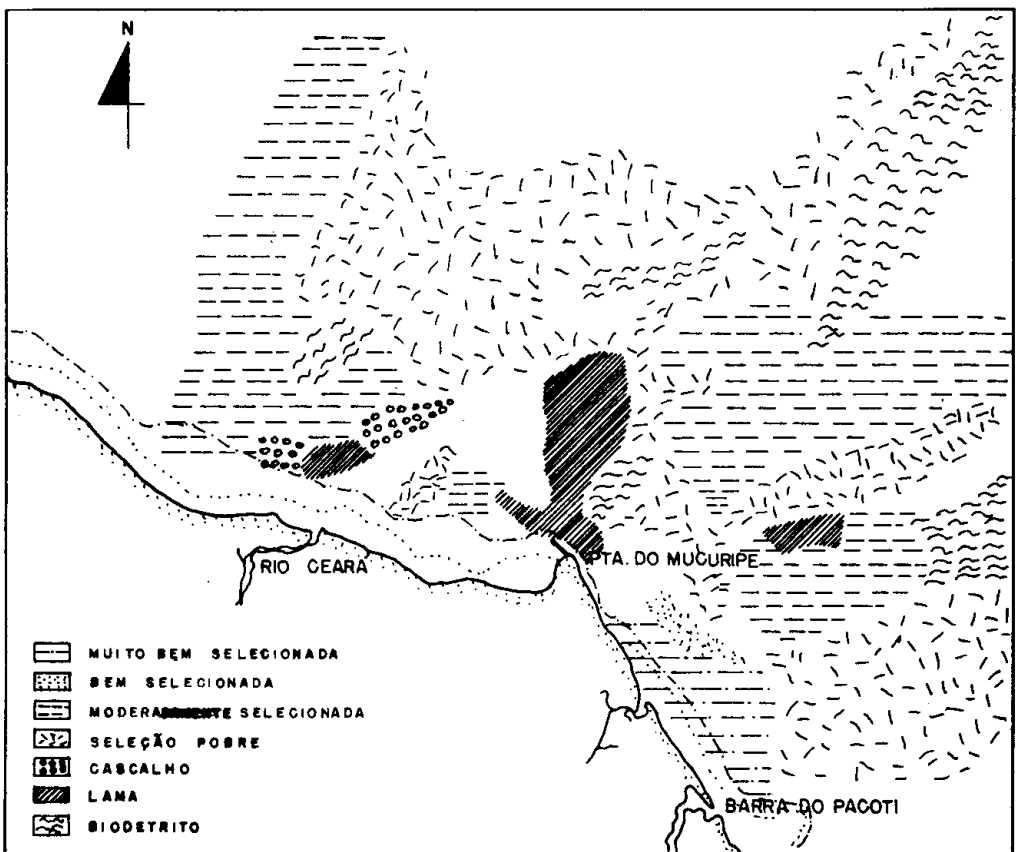 N
RIO CEARÁ
PTA. DO MUCURIPE
MUITO BEM SELECIONADA
BEM SELECIONADA
MODERADAMENTE SELECIONADA
SELEÇÃO POBRE
CASCALHO
LAMA
BIODETRITO
BARRA DO PACOTI